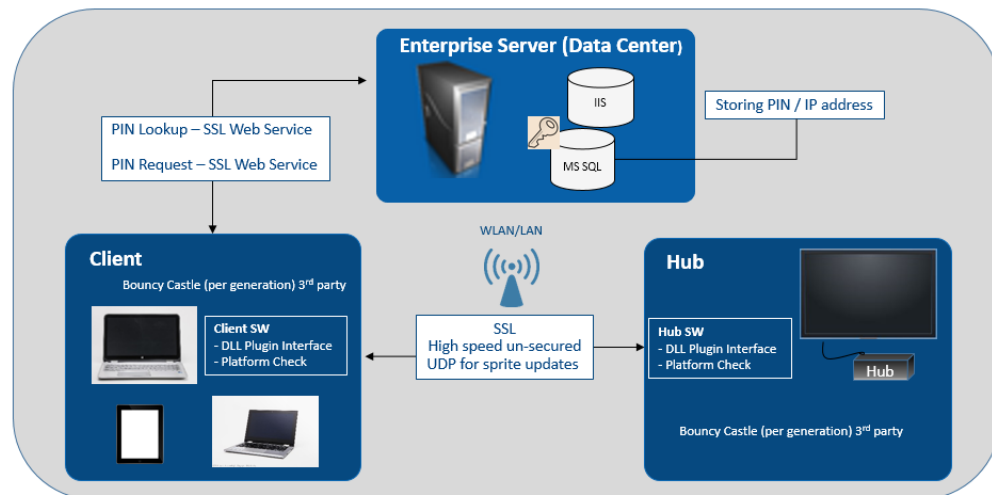 Enterprise Server (Data Center)
IIS
MS SQL
Storing PIN / IP address
PIN Lookup – SSL Web Service
PIN Request – SSL Web Service
WLAN/LAN
Client
Bouncy Castle (per generation) 3rd party
Client SW
- DLL Plugin Interface
- Platform Check
SSL
High speed un-secured
UDP for sprite updates
Hub
Hub SW
- DLL Plugin Interface
- Platform Check
Hub
Bouncy Castle (per generation) 3rd party